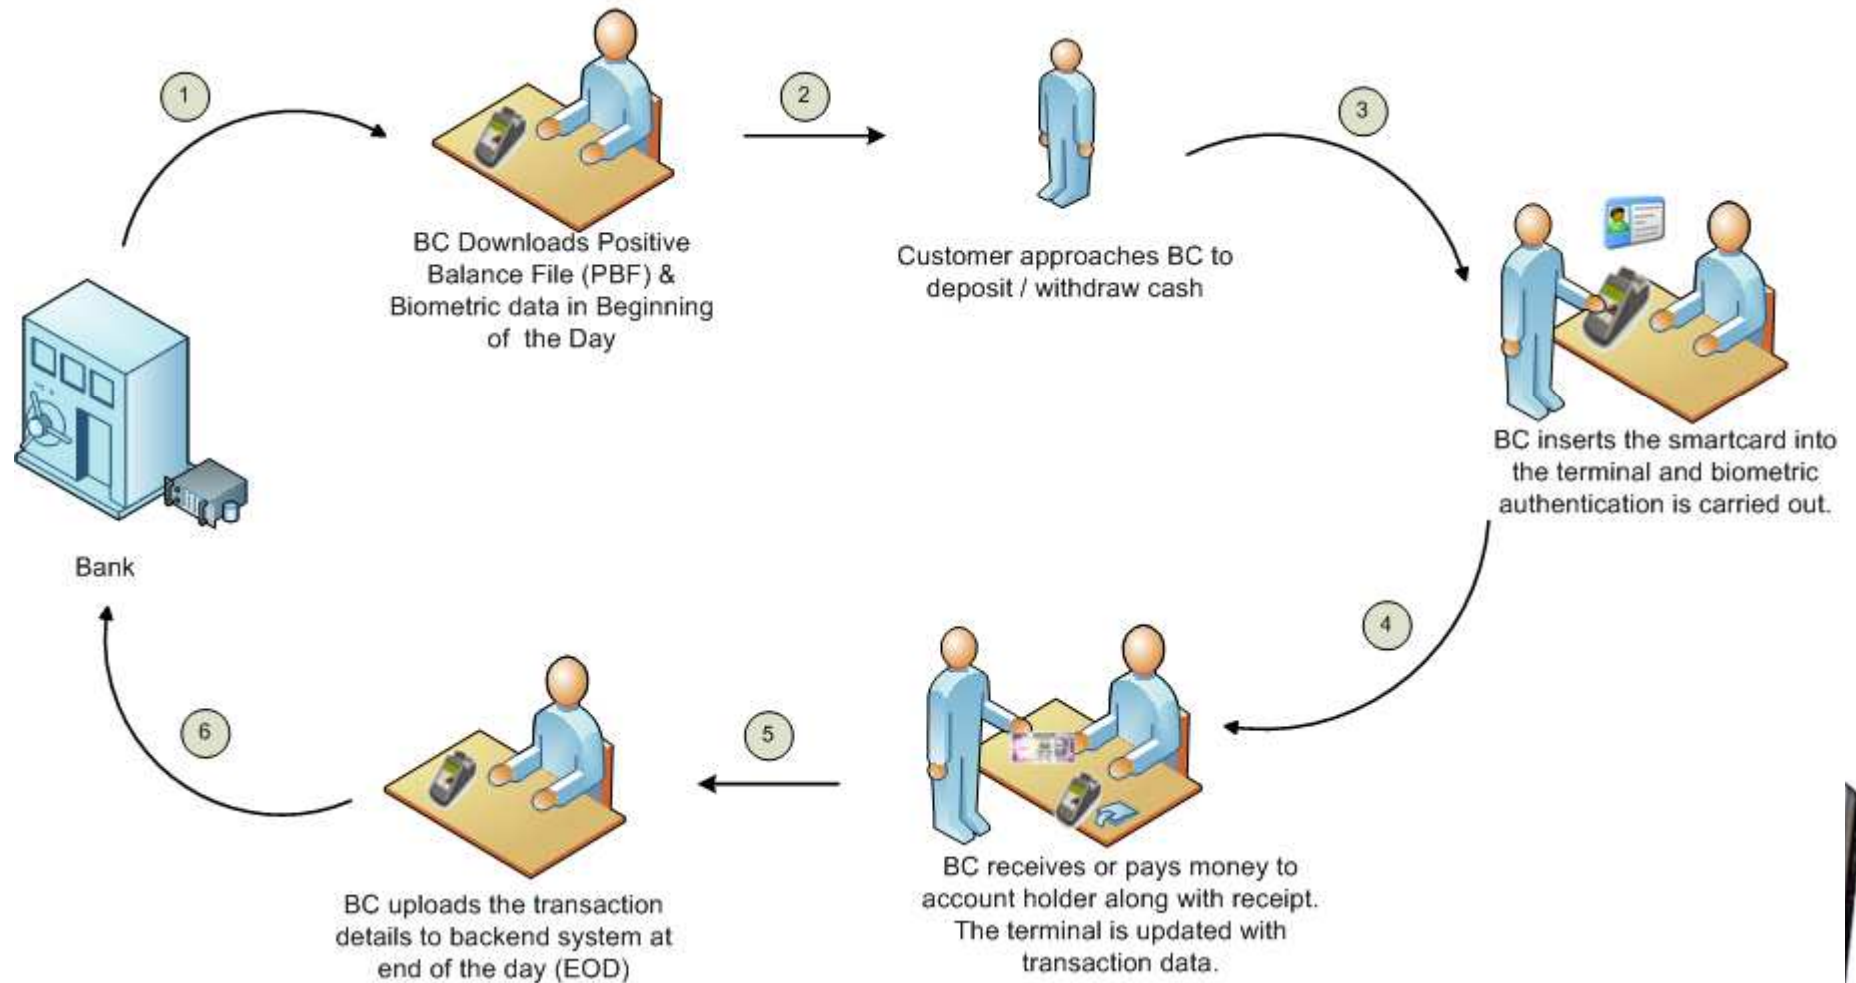 1
BC Downloads Positive
Balance File (PBF) &
Biometric data in Beginning
of the Day
2
Customer approaches BC to
deposit / withdraw cash
3
BC inserts the smartcard into
the terminal and biometric
authentication is carried out.
4
BC receives or pays money to
account holder along with receipt.
The terminal is updated with
transaction data.
5
BC uploads the transaction
details to backend system at
end of the day (EOD)
6
Bank